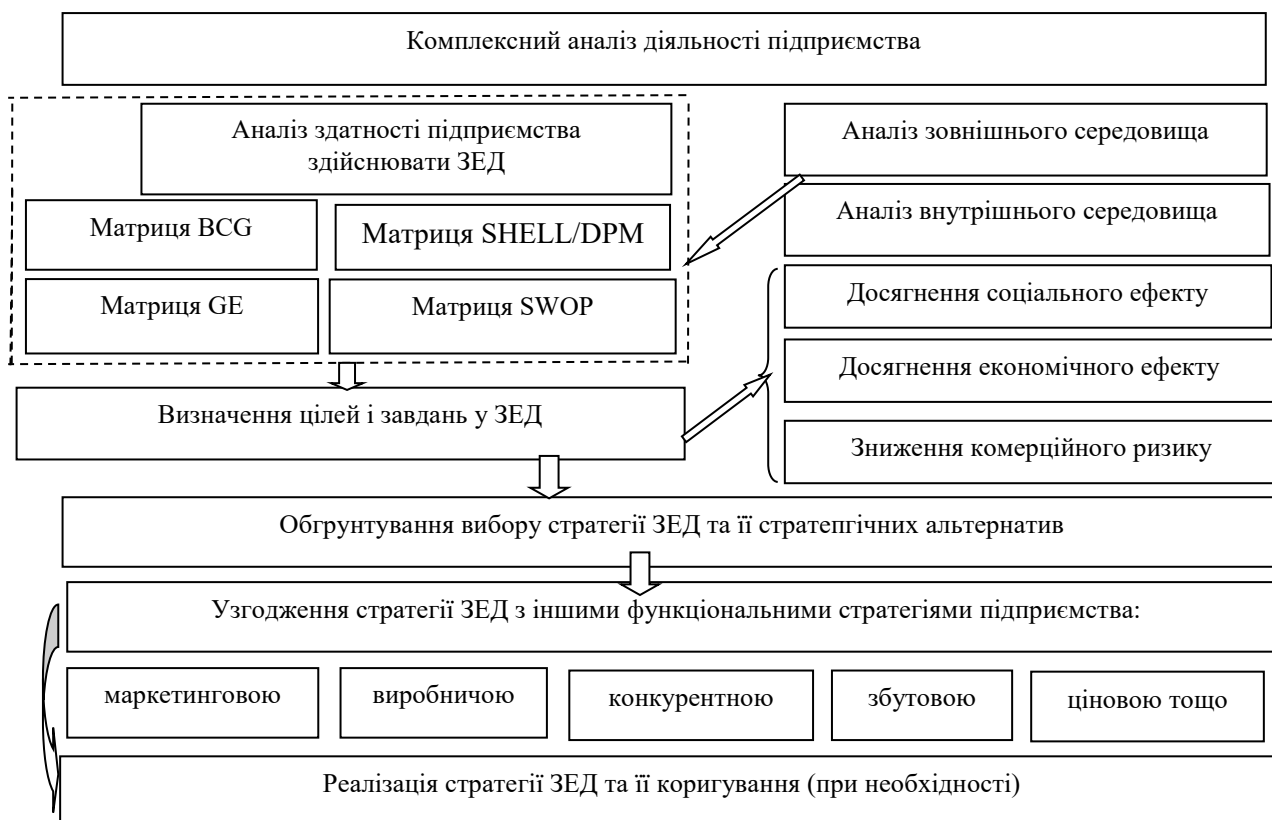 Комплексний аналіз діяльності підприємства
Аналіз здатності підприємства
здійснювати ЗЕД
Матриця BCG
Матриця SHELL/DPM
Матриця GE
Матриця SWOP
Аналіз зовнішнього середовища
Аналіз внутрішнього середовища
Визначення цілей і завдань у ЗЕД
Досягнення соціального ефекту
Досягнення економічного ефекту
Зниження комерційного ризику
Обгрунтування вибору стратегії ЗЕД та її стратепгічних альтернатив
Узгодження стратегії ЗЕД з іншими функціональними стратегіями підприємства:
маркетинговою
виробничою
конкурентною
збутовою
ціновою тощо
Реалізація стратегії ЗЕД та її коригування (при необхідності)